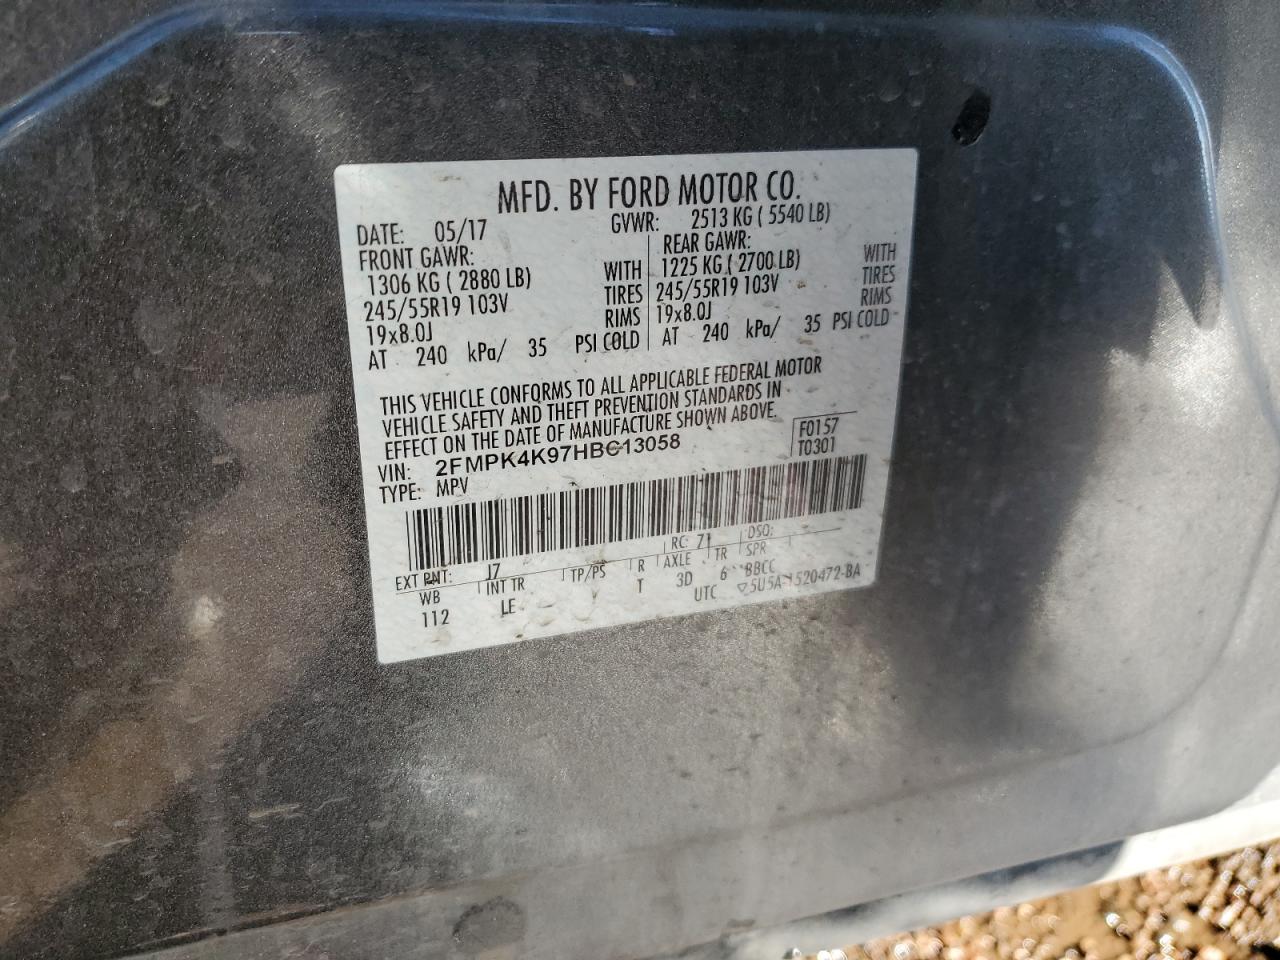 MFD. BY FORD MOTOR CO.
DATE: 05/17 GVWR: 2513 KG ( 5540 LB)
FRONT GAWR: REAR GAWR:
1306 KG ( 2880 LB) WITH 1225 KG ( 2700 LB) WITH
245/55R19 103V TIRES 245/55R19 103V TIRES
19x8.0J RIMS 19x8.0J RIMS
AT 240 kPa/ 35 PSI COLD AT 240 kPa/ 35 PSI COLD
THIS VEHICLE CONFORMS TO ALL APPLICABLE FEDERAL MOTOR
VEHICLE SAFETY AND THEFT PREVENTION STANDARDS IN
EFFECT ON THE DATE OF MANUFACTURE SHOWN ABOVE.
VIN: 2FMPK4K97HBC13058 F0157
TYPE: MPV T0301
EXT PNT: J7 RC: 71 DSO:
WB INT TR TP/PS R AXLE TR SPR
112 LE T 3D 6 BBCC
UTC ▽5U5A-1520472-BA